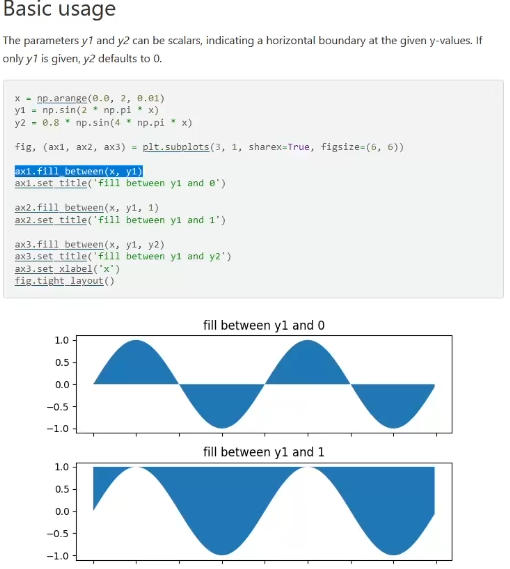 Basic usage
The parameters y1 and y2 can be scalars, indicating a horizontal boundary at the given y-values. If
only y1 is given, y2 defaults to 0.
x = np.arange(0.0, 2, 0.01)
y1 = np.sin(2 * np.pi * x)
y2 = 0.8 * np.sin(4 * np.pi * x)
fig, (ax1, ax2, ax3) = plt.subplots(3, 1, sharex=True, figsize=(6, 6))
ax1.fill_between(x, y1)
ax1.set_title('fill between y1 and 0')
ax2.fill_between(x, y1, 1)
ax2.set_title('fill between y1 and 1')
ax3.fill_between(x, y1, y2)
ax3.set_title('fill between y1 and y2')
ax3.set_xlabel('x')
fig.tight_layout()
fill between y1 and 0
1.0
0.5
0.0
−0.5
−1.0
fill between y1 and 1
1.0
0.5
0.0
−0.5
−1.0